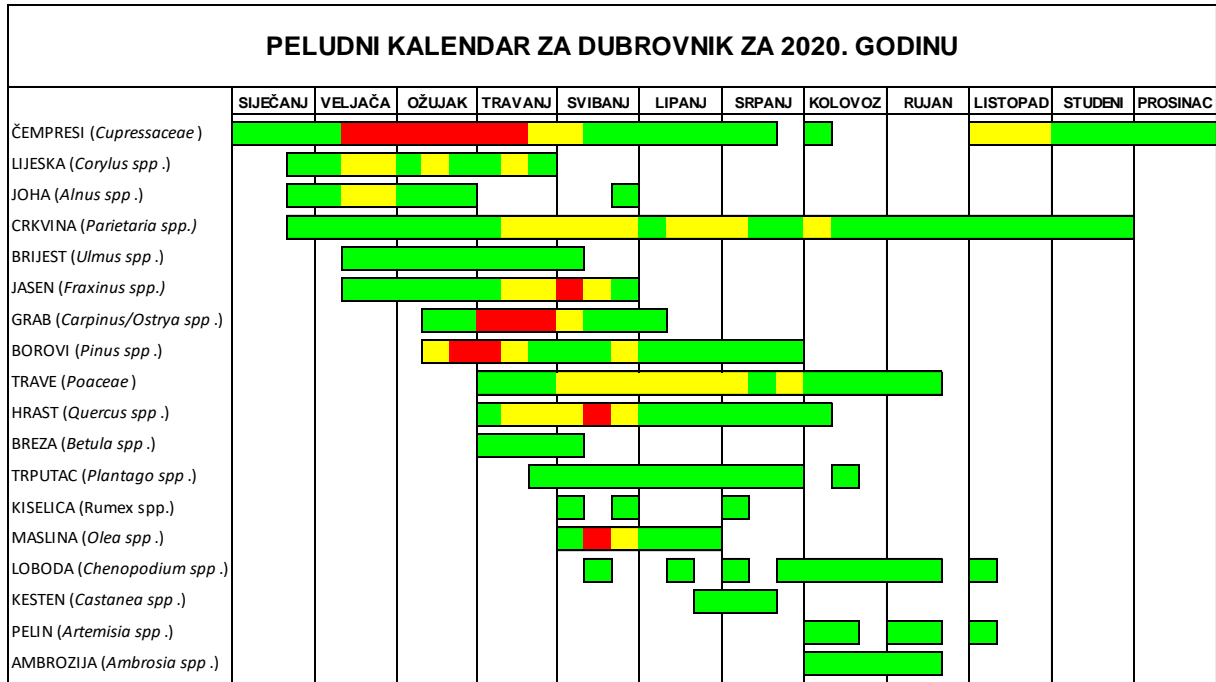 PELUDNI KALENDAR ZA DUBROVNIK ZA 2020. GODINU
SIJEČANJ VELJAČA OŽUJAK TRAVANJ SVIBANJ LIPANJ SRPANJ KOLOVOZ RUJAN LISTOPAD STUDENI PROSINAC
ČEMPRESI (Cupressaceae )
LIJESKA (Corylus spp .)
JOHA (Alnus spp .)
CRKVINA (Parietaria spp.)
BRIJEST (Ulmus spp .)
JASEN (Fraxinus spp.)
GRAB (Carpinus/Ostrya spp .)
BOROVI (Pinus spp .)
TRAVE (Poaceae )
HRAST (Quercus spp .)
BREZA (Betula spp .)
TRPUTAC (Plantago spp .)
KISELICA (Rumex spp.)
MASLINA (Olea spp .)
LOBODA (Chenopodium spp .)
KESTEN (Castanea spp .)
PELIN (Artemisia spp .)
AMBROZIJA (Ambrosia spp .)